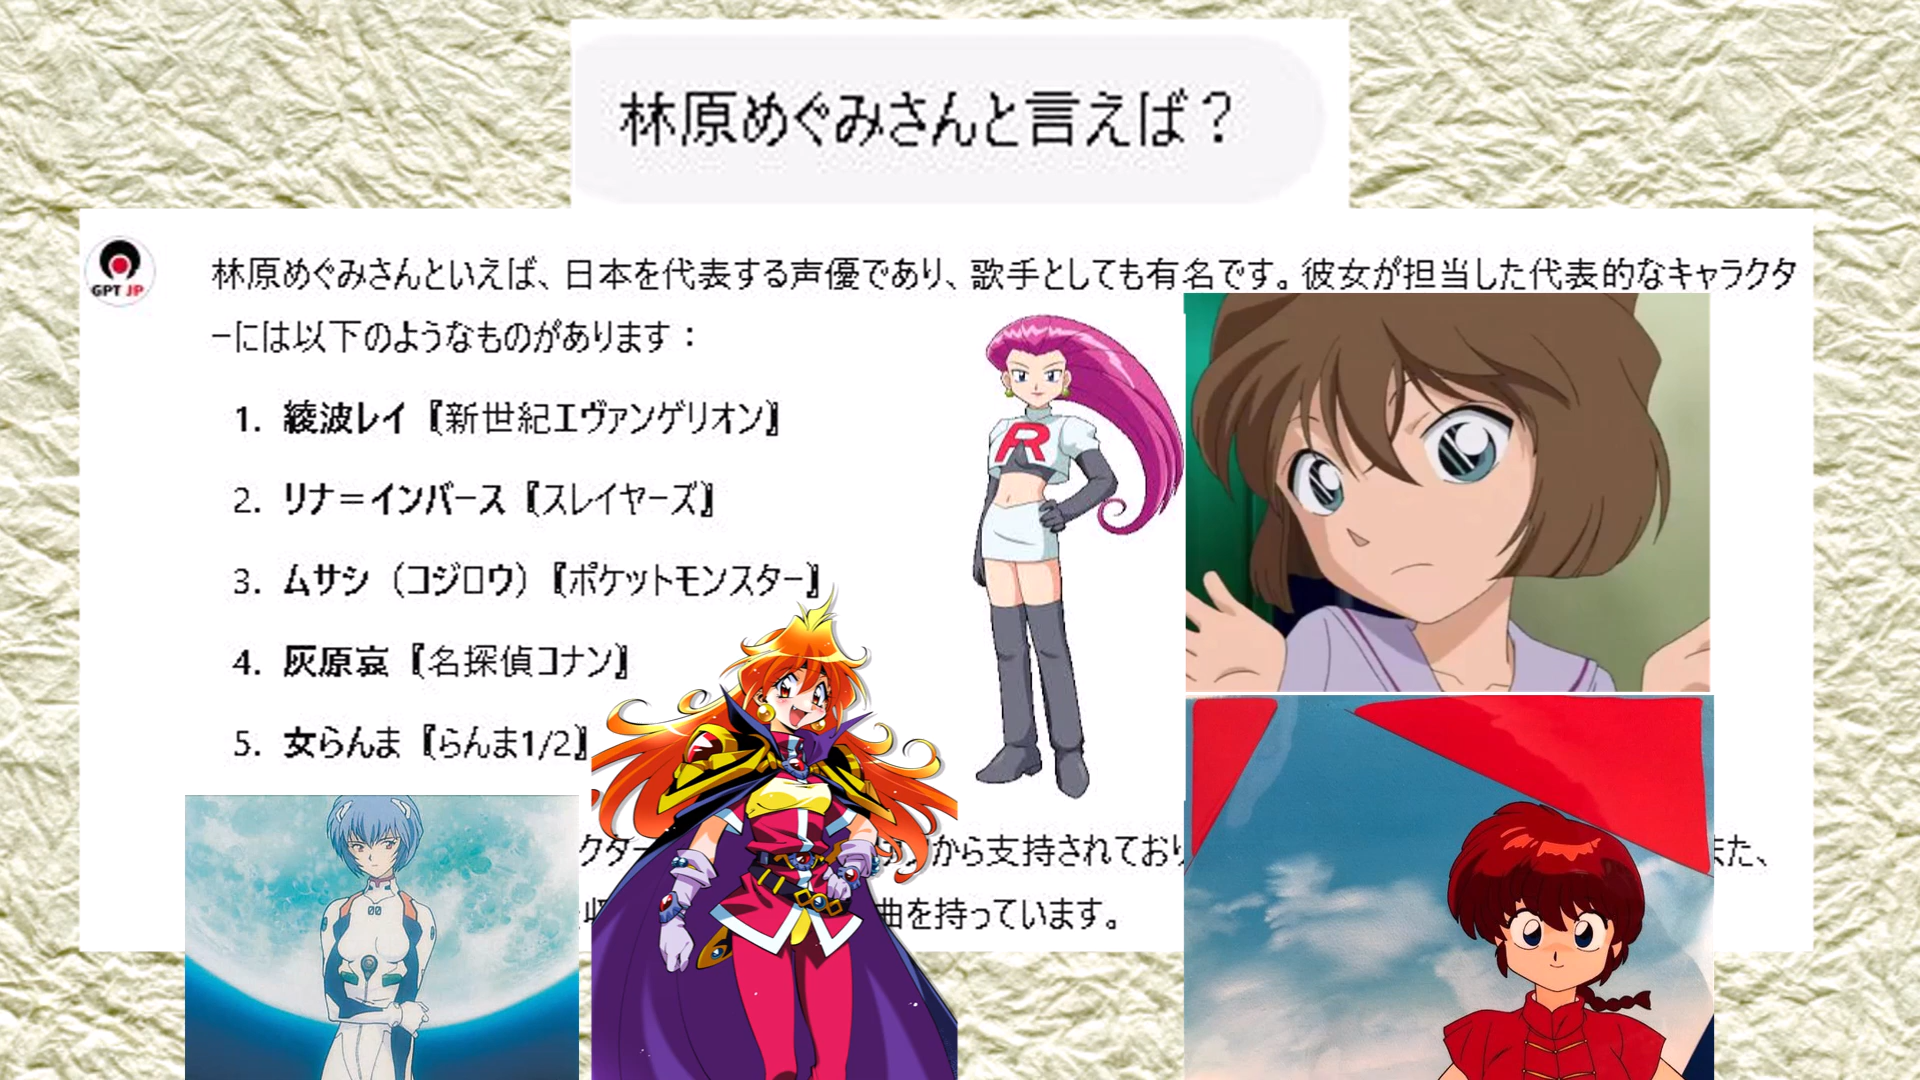 林原めぐみさんと言えば？
GPT JP
林原めぐみさんといえば、日本を代表する声優であり、歌手としても有名です。彼女が担当した代表的なキャラクタ
ーには以下のようなものがあります：
1. 綾波レイ『新世紀エヴァンゲリオン』
2. リナ＝インバース『スレイヤーズ』
3. ムサシ（コジロウ）『ポケットモンスター』
4. 灰原哀『名探偵コナン』
5. 女らんま『らんま1/2』
R
クター から支持されており また、
曲を持っています。
00